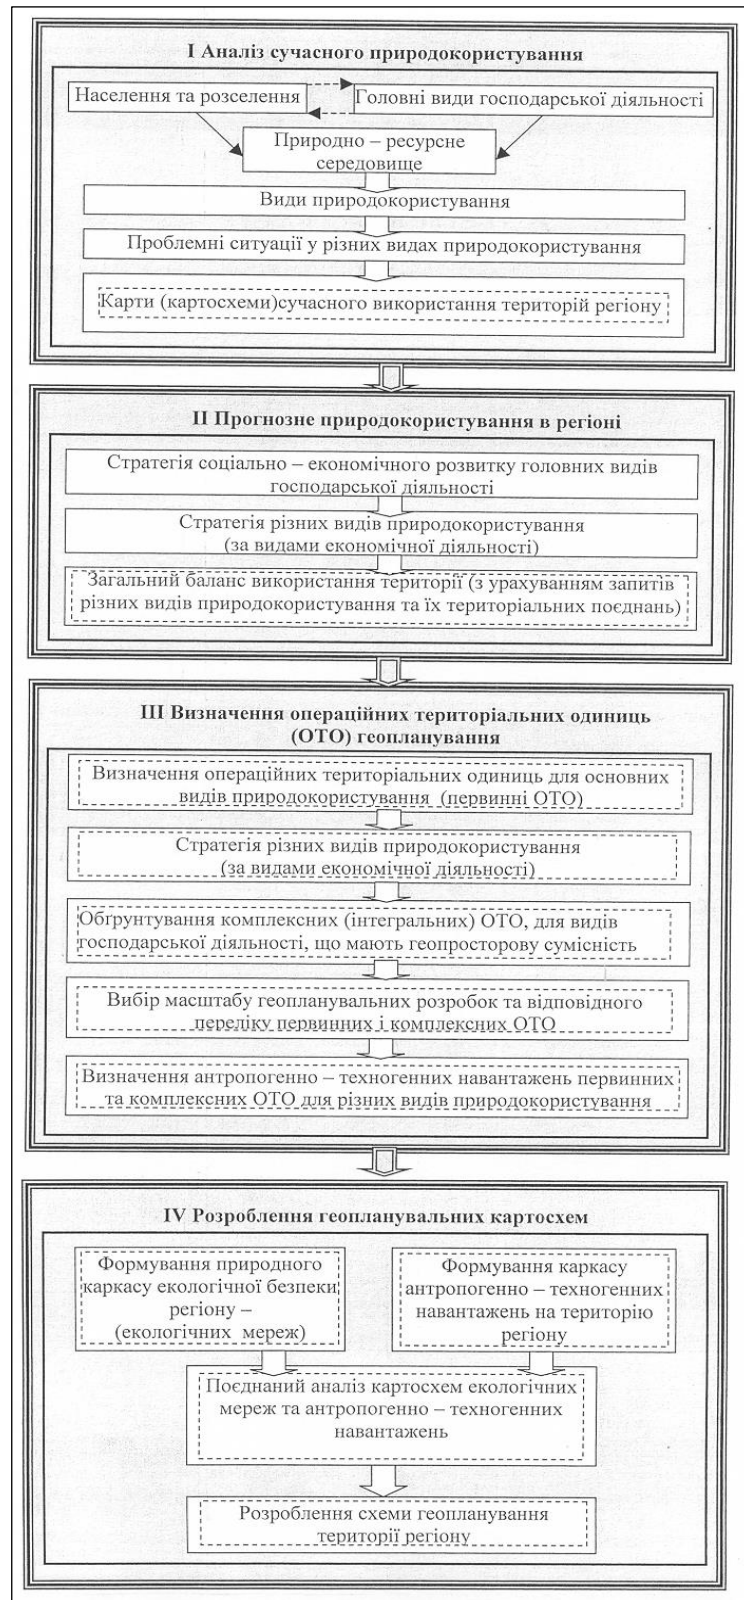 І Аналіз сучасного природокористування
Населення та розселення
Головні види господарської діяльності
Природно – ресурсне
середовище
Види природокористування
Проблемні ситуації у різних видах природокористування
Карти (картосхеми)сучасного використання територій регіону
ІІ Прогнозне природокористування в регіоні
Стратегія соціально – економічного розвитку головних видів
господарської діяльності
Стратегія різних видів природокористування
(за видами економічної діяльності)
Загальний баланс використання території (з урахуванням запитів
різних видів природокористування та їх територіальних поєднань)
ІІІ Визначення операційних територіальних одиниць
(ОТО) геопланування
Визначення операційних територіальних одиниць для основних
видів природокористування (первинні ОТО)
Стратегія різних видів природокористування
(за видами економічної діяльності)
Обґрунтування комплексних (інтегральних) ОТО, для видів
господарської діяльності, що мають геопросторову сумісність
Вибір масштабу геопланувальних розробок та відповідного
переліку первинних і комплексних ОТО
Визначення антропогенно – техногенних навантажень первинних
та комплексних ОТО для різних видів природокористування
IV Розроблення геопланувальних картосхем
Формування природного
каркасу екологічної безпеки
регіону –
(екологічних мереж)
Формування каркасу
антропогенно – техногенних
навантажень на територію
регіону
Поєднаний аналіз картосхем екологічних
мереж та антропогенно – техногенних
навантажень
Розроблення схеми геопланування
території регіону